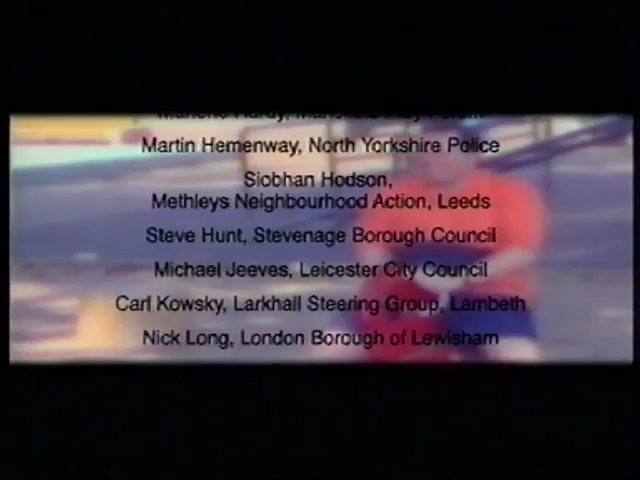 Martin Hemenway, North Yorkshire Police
Siobhan Hodson,
Methleys Neighbourhood Action, Leeds
Steve Hunt, Stevenage Borough Council
Michael Jeeves, Leicester City Council
Carl Kowsky, Larkhall Steering Group, Lambeth
Nick Long, London Borough of Lewisham